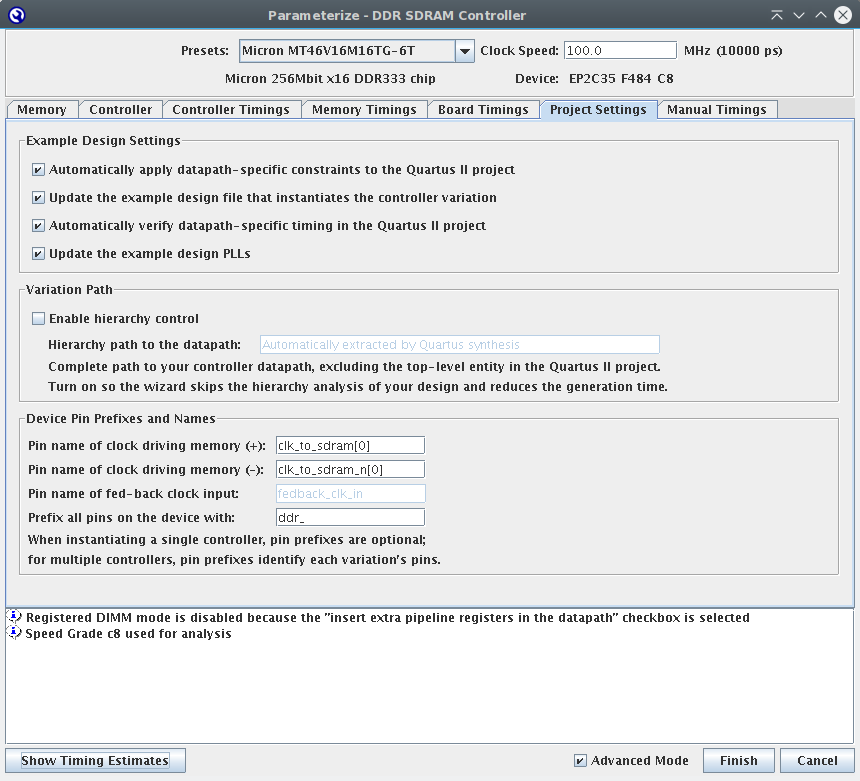 Parameterize - DDR SDRAM Controller
Presets: Micron MT46V16M16TG-6T Clock Speed: 100.0 MHz (10000 ps)
Micron 256Mbit x16 DDR333 chip Device: EP2C35 F484 C8
Memory Controller Controller Timings Memory Timings Board Timings Project Settings Manual Timings
Example Design Settings
Automatically apply datapath-specific constraints to the Quartus II project
Update the example design file that instantiates the controller variation
Automatically verify datapath-specific timing in the Quartus II project
Update the example design PLLs
Variation Path
Enable hierarchy control
Hierarchy path to the datapath: Automatically extracted by Quartus synthesis
Complete path to your controller datapath, excluding the top-level entity in the Quartus II project.
Turn on so the wizard skips the hierarchy analysis of your design and reduces the generation time.
Device Pin Prefixes and Names
Pin name of clock driving memory (+): clk_to_sdram[0]
Pin name of clock driving memory (-): clk_to_sdram_n[0]
Pin name of fed-back clock input: fedback_clk_in
Prefix all pins on the device with: ddr_
When instantiating a single controller, pin prefixes are optional;
for multiple controllers, pin prefixes identify each variation's pins.
Registered DIMM mode is disabled because the "insert extra pipeline registers in the datapath" checkbox is selected
Speed Grade c8 used for analysis
Show Timing Estimates Advanced Mode Finish Cancel